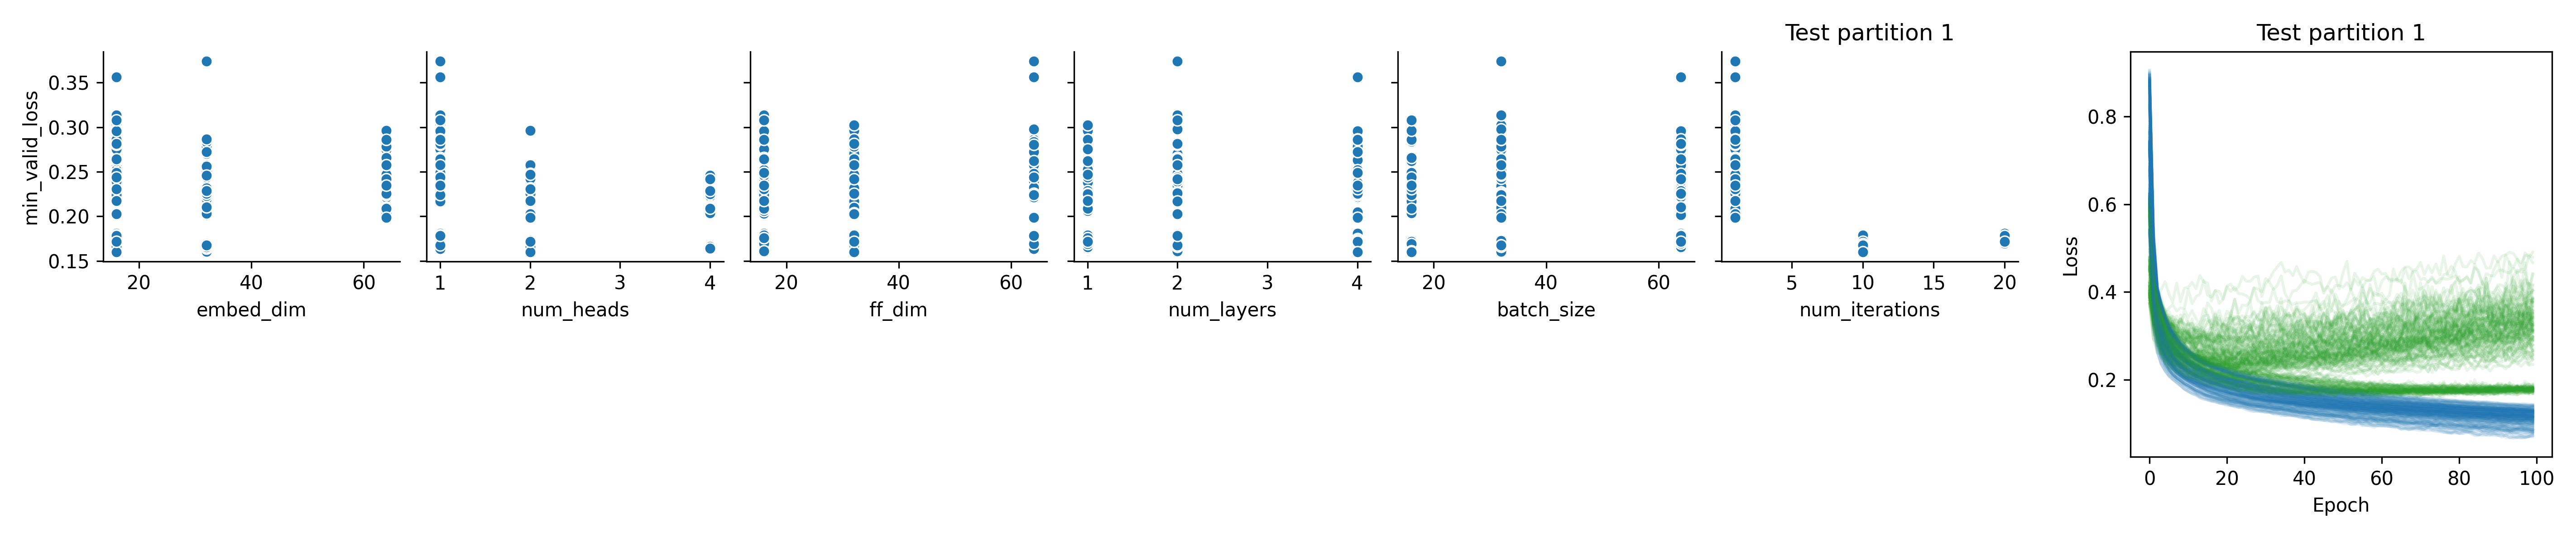 Test partition 1
Test partition 1
min_valid_loss
0.35
0.30
0.25
0.20
0.15
20 40 60
embed_dim
1 2 3 4
num_heads
20 40 60
ff_dim
1 2 3 4
num_layers
20 40 60
batch_size
5 10 15 20
num_iterations
Loss
0.8
0.6
0.4
0.2
0 20 40 60 80 100
Epoch